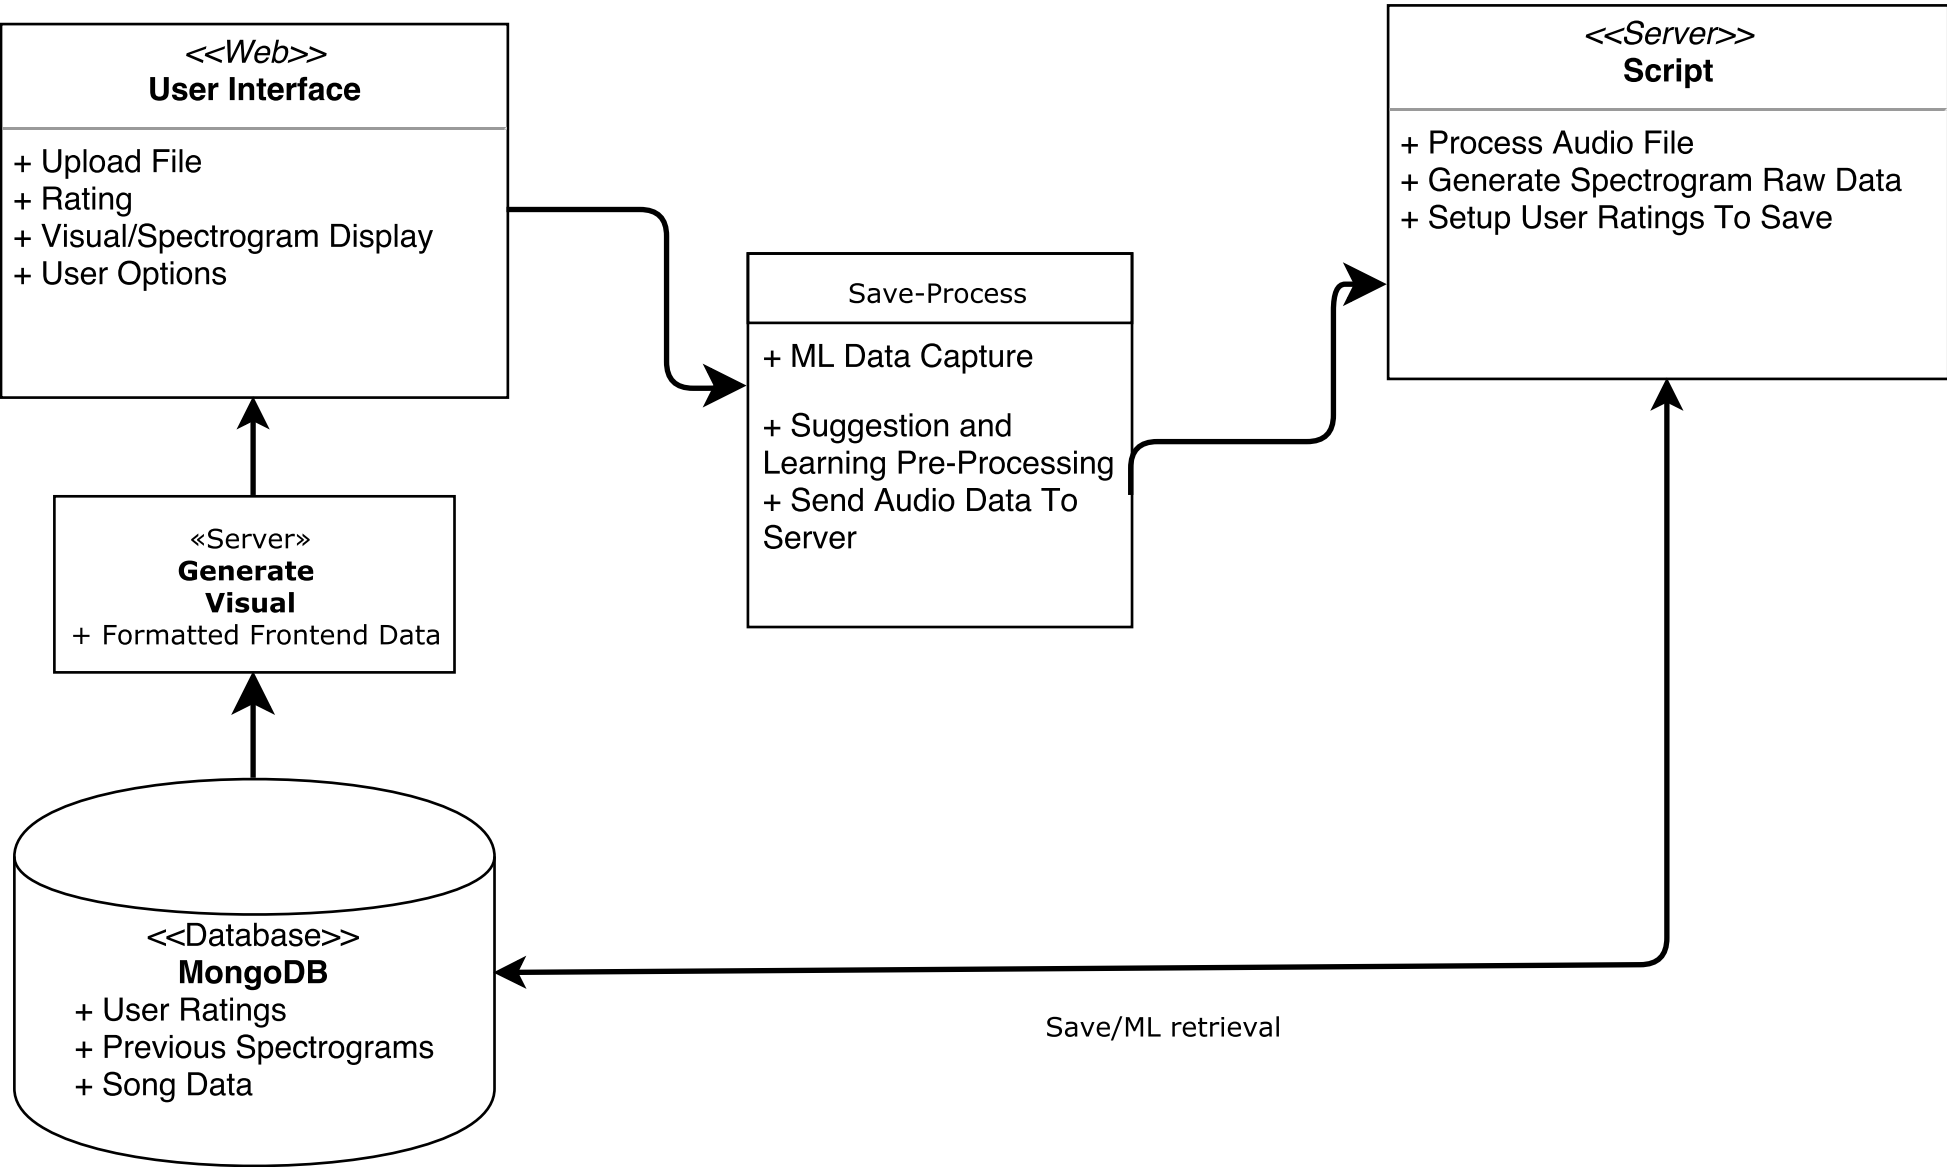 <<Web>>
User Interface
+ Upload File
+ Rating
+ Visual/Spectrogram Display
+ User Options
Save-Process
+ ML Data Capture
+ Suggestion and
Learning Pre-Processing
+ Send Audio Data To
Server
<<Server>>
Script
+ Process Audio File
+ Generate Spectrogram Raw Data
+ Setup User Ratings To Save
«Server»
Generate
Visual
+ Formatted Frontend Data
<<Database>>
MongoDB
+ User Ratings
+ Previous Spectrograms
+ Song Data
Save/ML retrieval